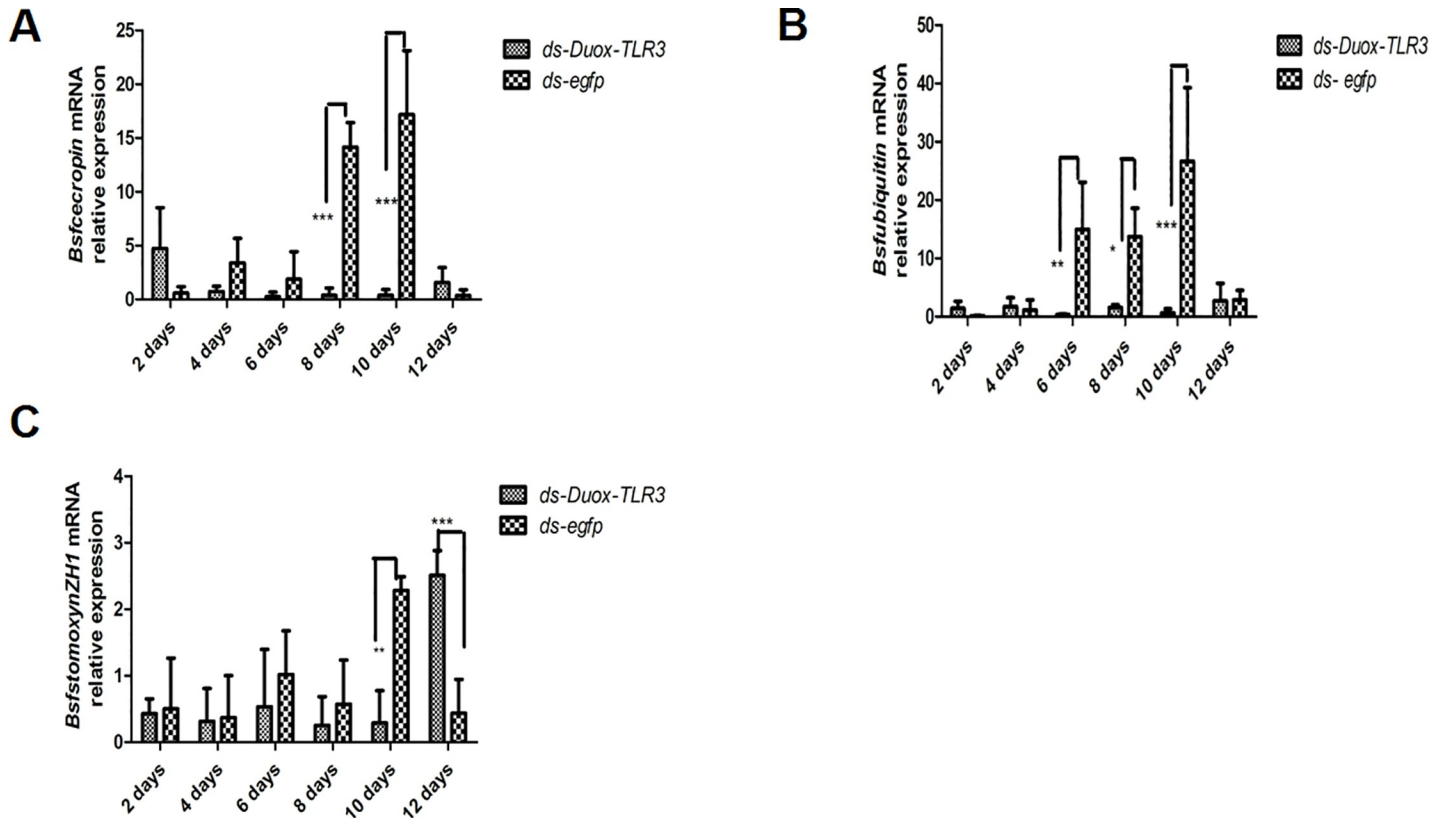 A
Bsfcecropin mRNA
relative expression
25
20
15
10
5
0
***
***
2 days
4 days
6 days
8 days
10 days
12 days
ds-Duox-TLR3
ds-egfp
B
Bsfubiquitin mRNA
relative expression
50
40
30
20
10
0
**
*
***
2 days
4 days
6 days
8 days
10 days
12 days
ds-Duox-TLR3
ds- egfp
C
BsfstomoxynZH1 mRNA
relative expression
4
3
2
1
0
**
***
2 days
4 days
6 days
8 days
10 days
12 days
ds-Duox-TLR3
ds-egfp